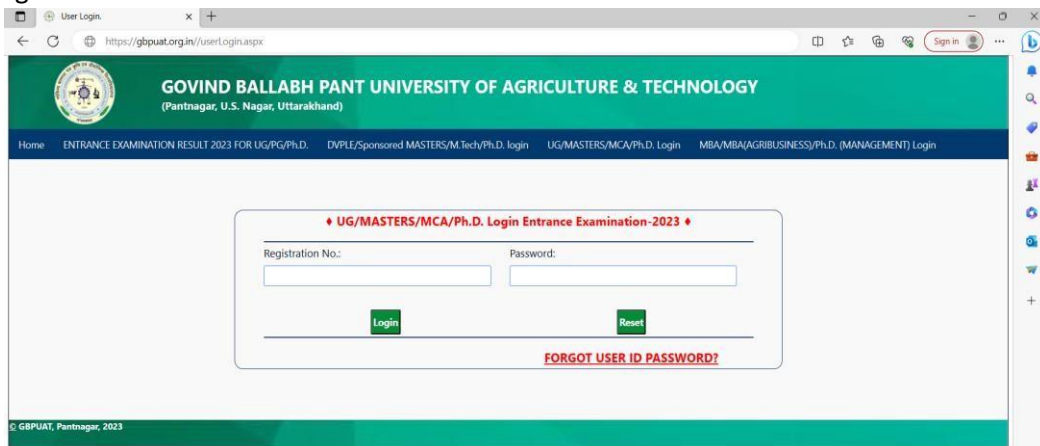 User Login.
https://gbpuat.org.in//userLogin.aspx
Sign in
GOVIND BALLABH PANT UNIVERSITY OF AGRICULTURE & TECHNOLOGY
(Pantnagar, U.S. Nagar, Uttarakhand)
Home ENTRANCE EXAMINATION RESULT 2023 FOR UG/PG/Ph.D. DVPLE/Sponsored MASTERS/M.Tech/Ph.D. login UG/MASTERS/MCA/Ph.D. Login MBA/MBA(AGRIBUSINESS)/Ph.D. (MANAGEMENT) Login
♦ UG/MASTERS/MCA/Ph.D. Login Entrance Examination-2023 ♦
Registration No.: Password:
Login Reset
FORGOT USER ID PASSWORD?
© GBPUAT, Pantnagar, 2023